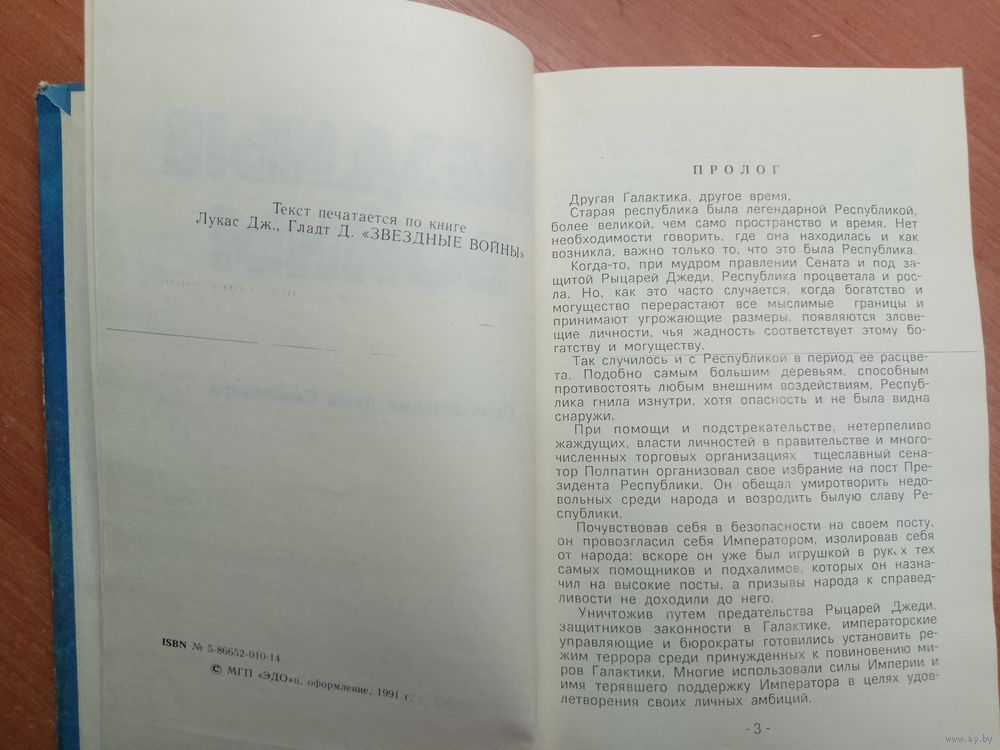 Текст печатается по книге
Лукас Дж., Гладт Д. «ЗВЕЗДНЫЕ ВОЙНЫ»
ISBN № 5-86652-010-14
© МГП «ЭДО»ц, оформление, 1991 г.
ПРОЛОГ
Другая Галактика, другое время.
Старая республика была легендарной Республикой,
более великой, чем само пространство и время. Нет
необходимости говорить, где она находилась и как
возникла, важно только то, что это была Республика.
Когда-то, при мудром правлении Сената и под за-
щитой Рыцарей Джеди, Республика процветала и рос-
ла. Но, как это часто случается, когда богатство и
могущество перерастают все мыслимые границы и
принимают угрожающие размеры, появляются злове-
щие личности, чья жадность соответствует этому бо-
гатству и могуществу.
Так случилось и с Республикой в период ее расцве-
та. Подобно самым большим деревьям, способным
противостоять любым внешним воздействиям, Респуб-
лика гнила изнутри, хотя опасность и не была видна
снаружи.
При помощи и подстрекательстве, нетерпеливо
жаждущих, власти личностей в правительстве и много-
численных торговых организациях тщеславный сена-
тор Полпатин организовал свое избрание на пост Пре-
зидента Республики. Он обещал умиротворить недо-
вольных среди народа и возродить былую славу Ре-
спублики.
Почувствовав себя в безопасности на своем посту,
он провозгласил себя Императором, изолировав себя
от народа; вскоре он уже был игрушкой в руках тех
самых помощников и подхалимов, которых он назна-
чил на высокие посты, а призывы народа к справед-
ливости не доходили до него.
Уничтожив путем предательства Рыцарей Джеди,
защитников законности в Галактике, императорские
управляющие и бюрократы готовились установить ре-
жим террора среди принужденных к повиновению ми-
ров Галактики. Многие использовали силы Империи и
имя терявшего поддержку Императора в целях удов-
летворения своих личных амбиций.
- 3 -
www.ay.by